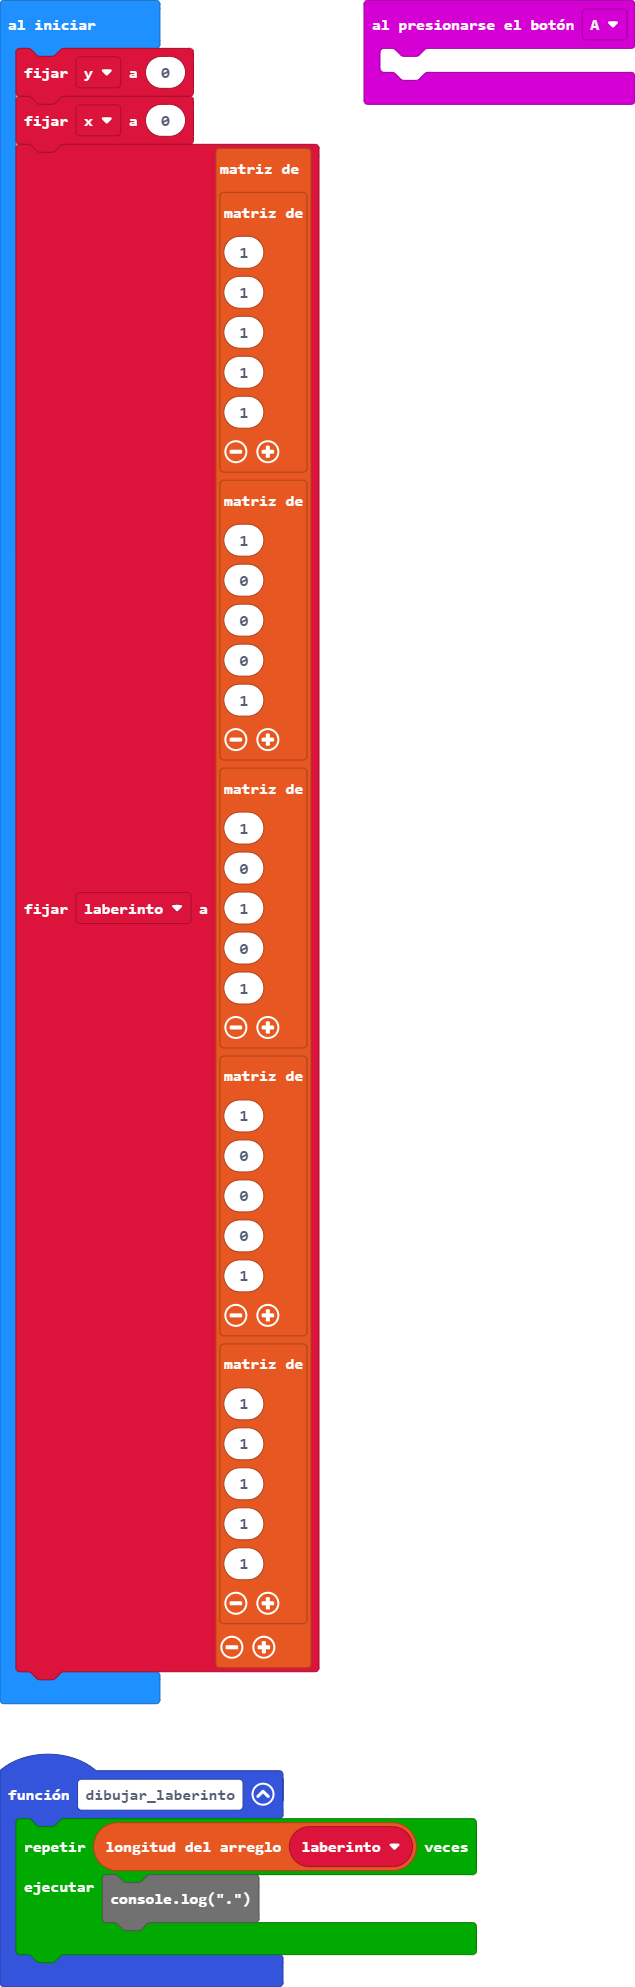 al iniciar
fijar y a 0
fijar x a 0
fijar laberinto a
matriz de
matriz de
1
1
1
1
1
matriz de
1
0
0
0
1
matriz de
1
0
1
0
1
matriz de
1
0
0
0
1
matriz de
1
1
1
1
1
al presionarse el botón A
función dibujar_laberinto
repetir longitud del arreglo laberinto veces
ejecutar
console.log(".")